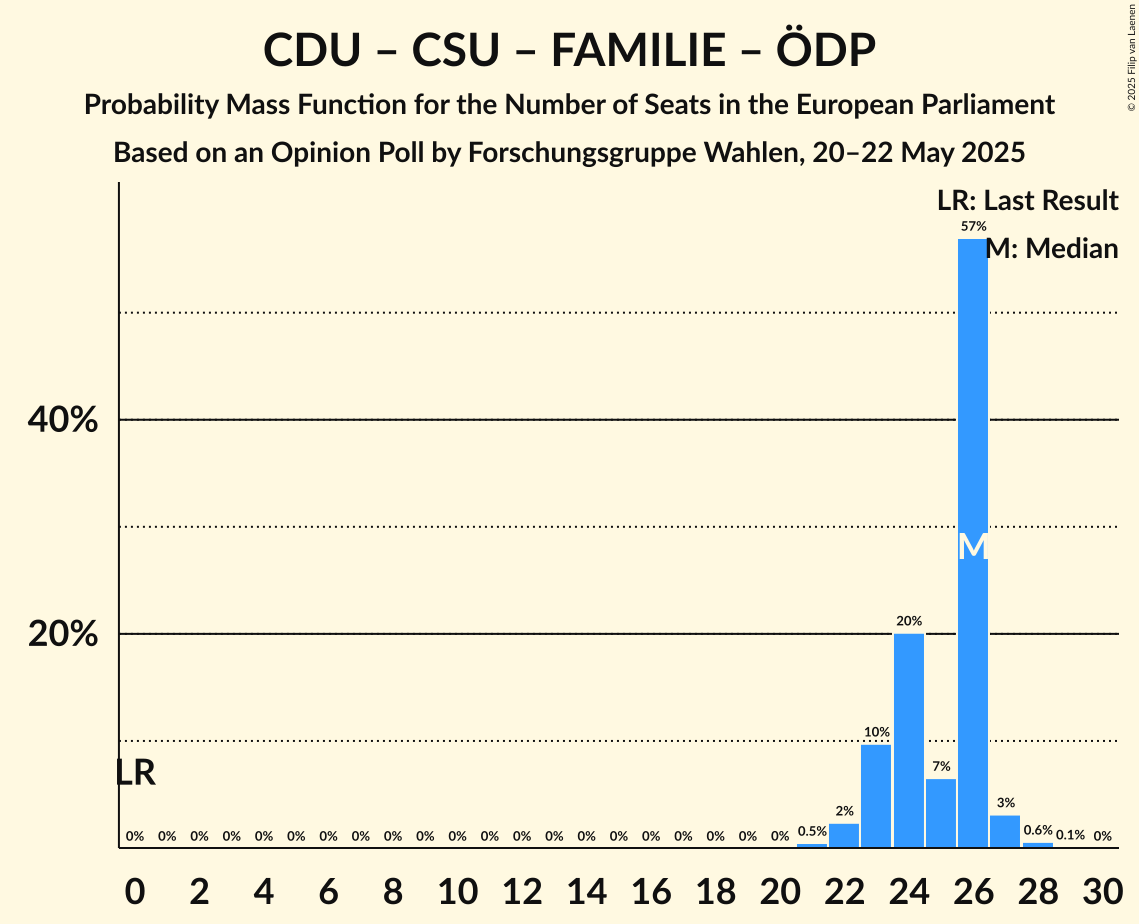 CDU – CSU – FAMILIE – ÖDP
Probability Mass Function for the Number of Seats in the European Parliament
Based on an Opinion Poll by Forschungsgruppe Wahlen, 20–22 May 2025
© 2025 Filip van Laenen
LR: Last Result
M: Median
57%
40%
M
20%
20%
10%
7%
LR
3%
2%
0% 0% 0% 0% 0% 0% 0% 0% 0% 0% 0% 0% 0% 0% 0% 0% 0% 0% 0% 0% 0% 0.5% 0.6% 0.1% 0%
0 2 4 6 8 10 12 14 16 18 20 22 24 26 28 30